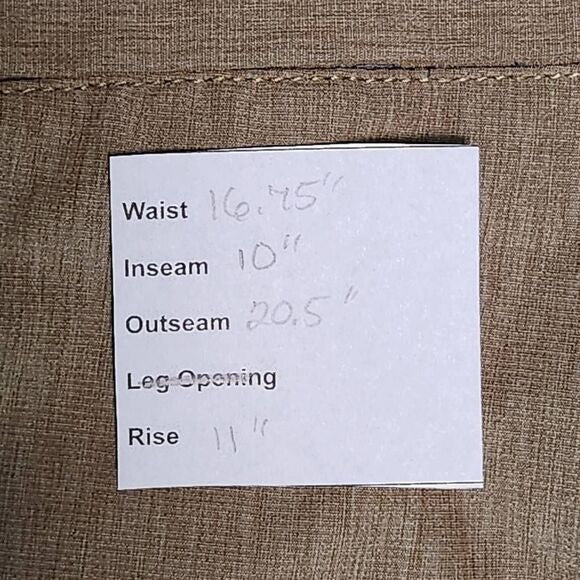 Waist 16.75"
Inseam 10"
Outseam 20.5"
Leg Opening
Rise 11"